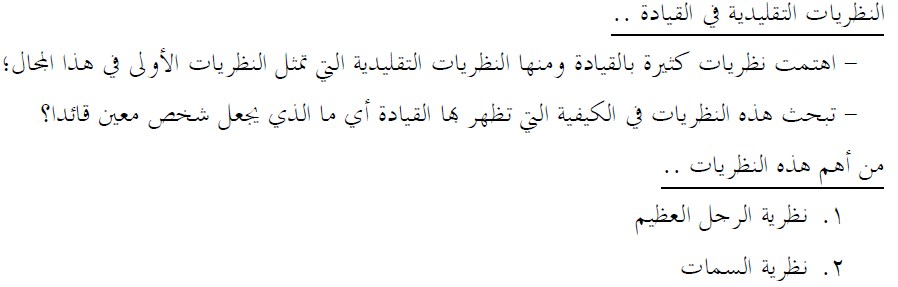 النظريات التقليدية في القيادة ..
– اهتمت نظريات كثيرة بالقيادة ومنها النظريات التقليدية التي تمثل النظريات الأولى في هذا المجال؛
– تبحث هذه النظريات في الكيفية التي تظهر بها القيادة أي ما الذي يجعل شخص معين قائدا؟
من أهم هذه النظريات ..
١. نظرية الرجل العظيم
٢. نظرية السمات